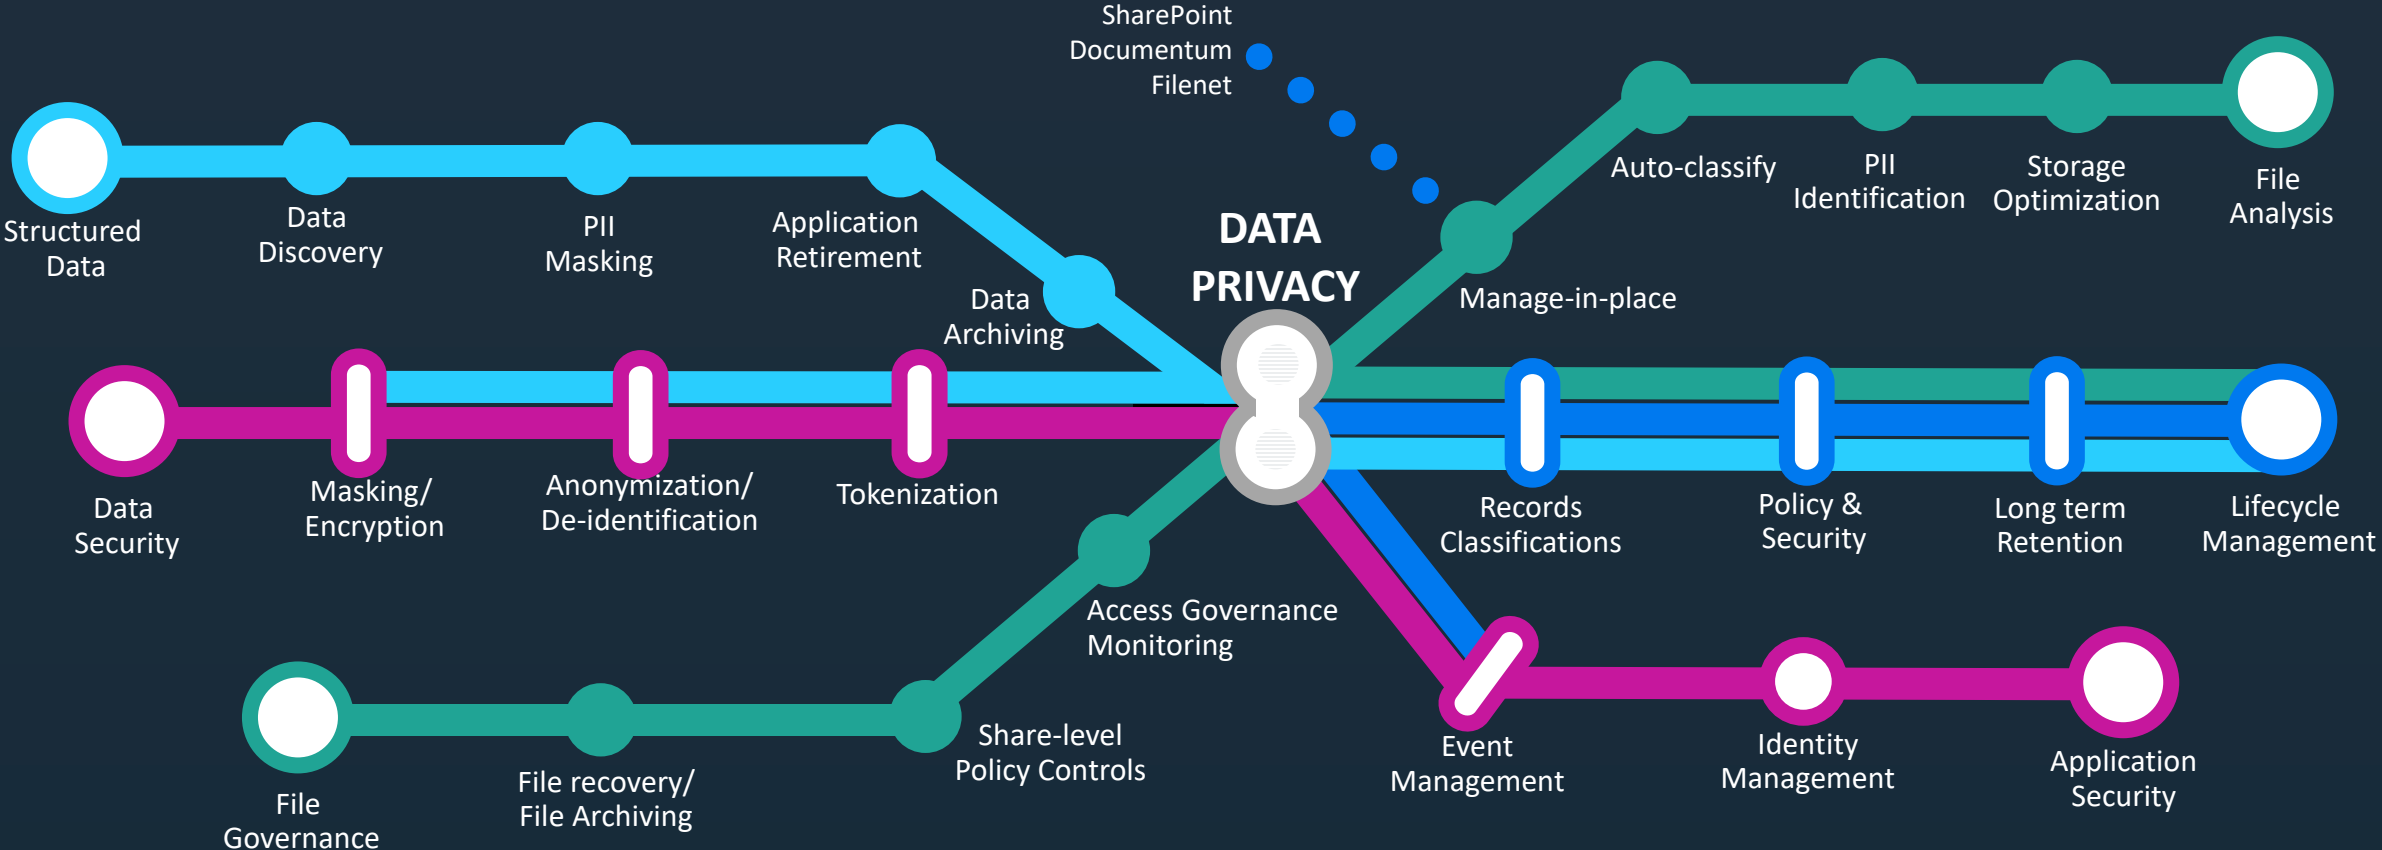 SharePoint
Documentum
Filenet
Structured
Data
Data
Discovery
PII
Masking
Application
Retirement
Data
Archiving
DATA
PRIVACY
Manage-in-place
Auto-classify
PII
Identification
Storage
Optimization
File
Analysis
Data
Security
Masking/
Encryption
Anonymization/
De-identification
Tokenization
Records
Classifications
Policy &
Security
Long term
Retention
Lifecycle
Management
File
Governance
File recovery/
File Archiving
Share-level
Policy Controls
Access Governance
Monitoring
Event
Management
Identity
Management
Application
Security